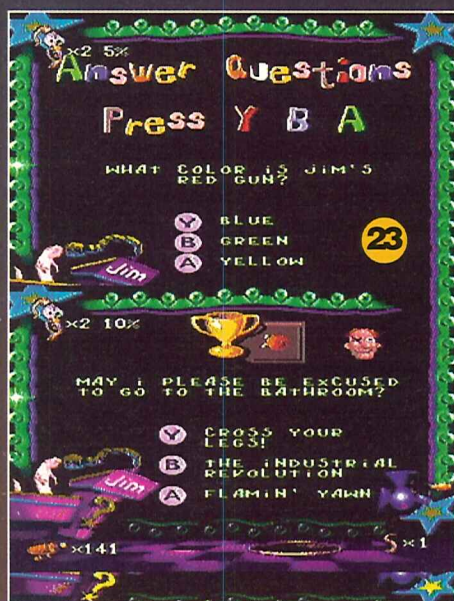 ×2 5%
Answer Questions
Press Y B A
WHAT COLOR iS JiM'S
RED GUN?
Y BLUE
B GREEN
A YELLOW
23
Jim
×2 10%
MAY i PLEASE BE EXCUSED
TO GO TO THE BATHROOM?
Y CROSS YOUR
LEGS!
B THE iNDUSTRiAL
REVOLUTiON
A FLAMiN' YAWN
Jim
×141
×1